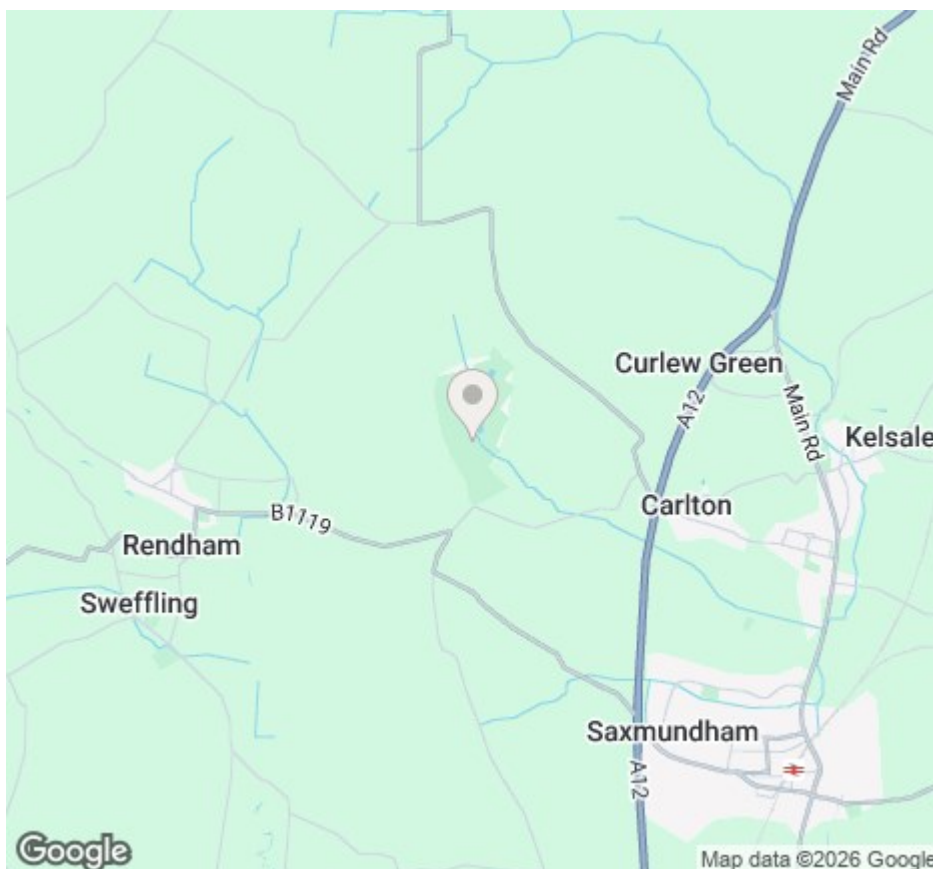 Main Rd
Curlew Green
A12
Main Rd
Kelsale
Carlton
B1119
Rendham
Sweffling
Saxmundham
A12
Google
Map data ©2026 Google